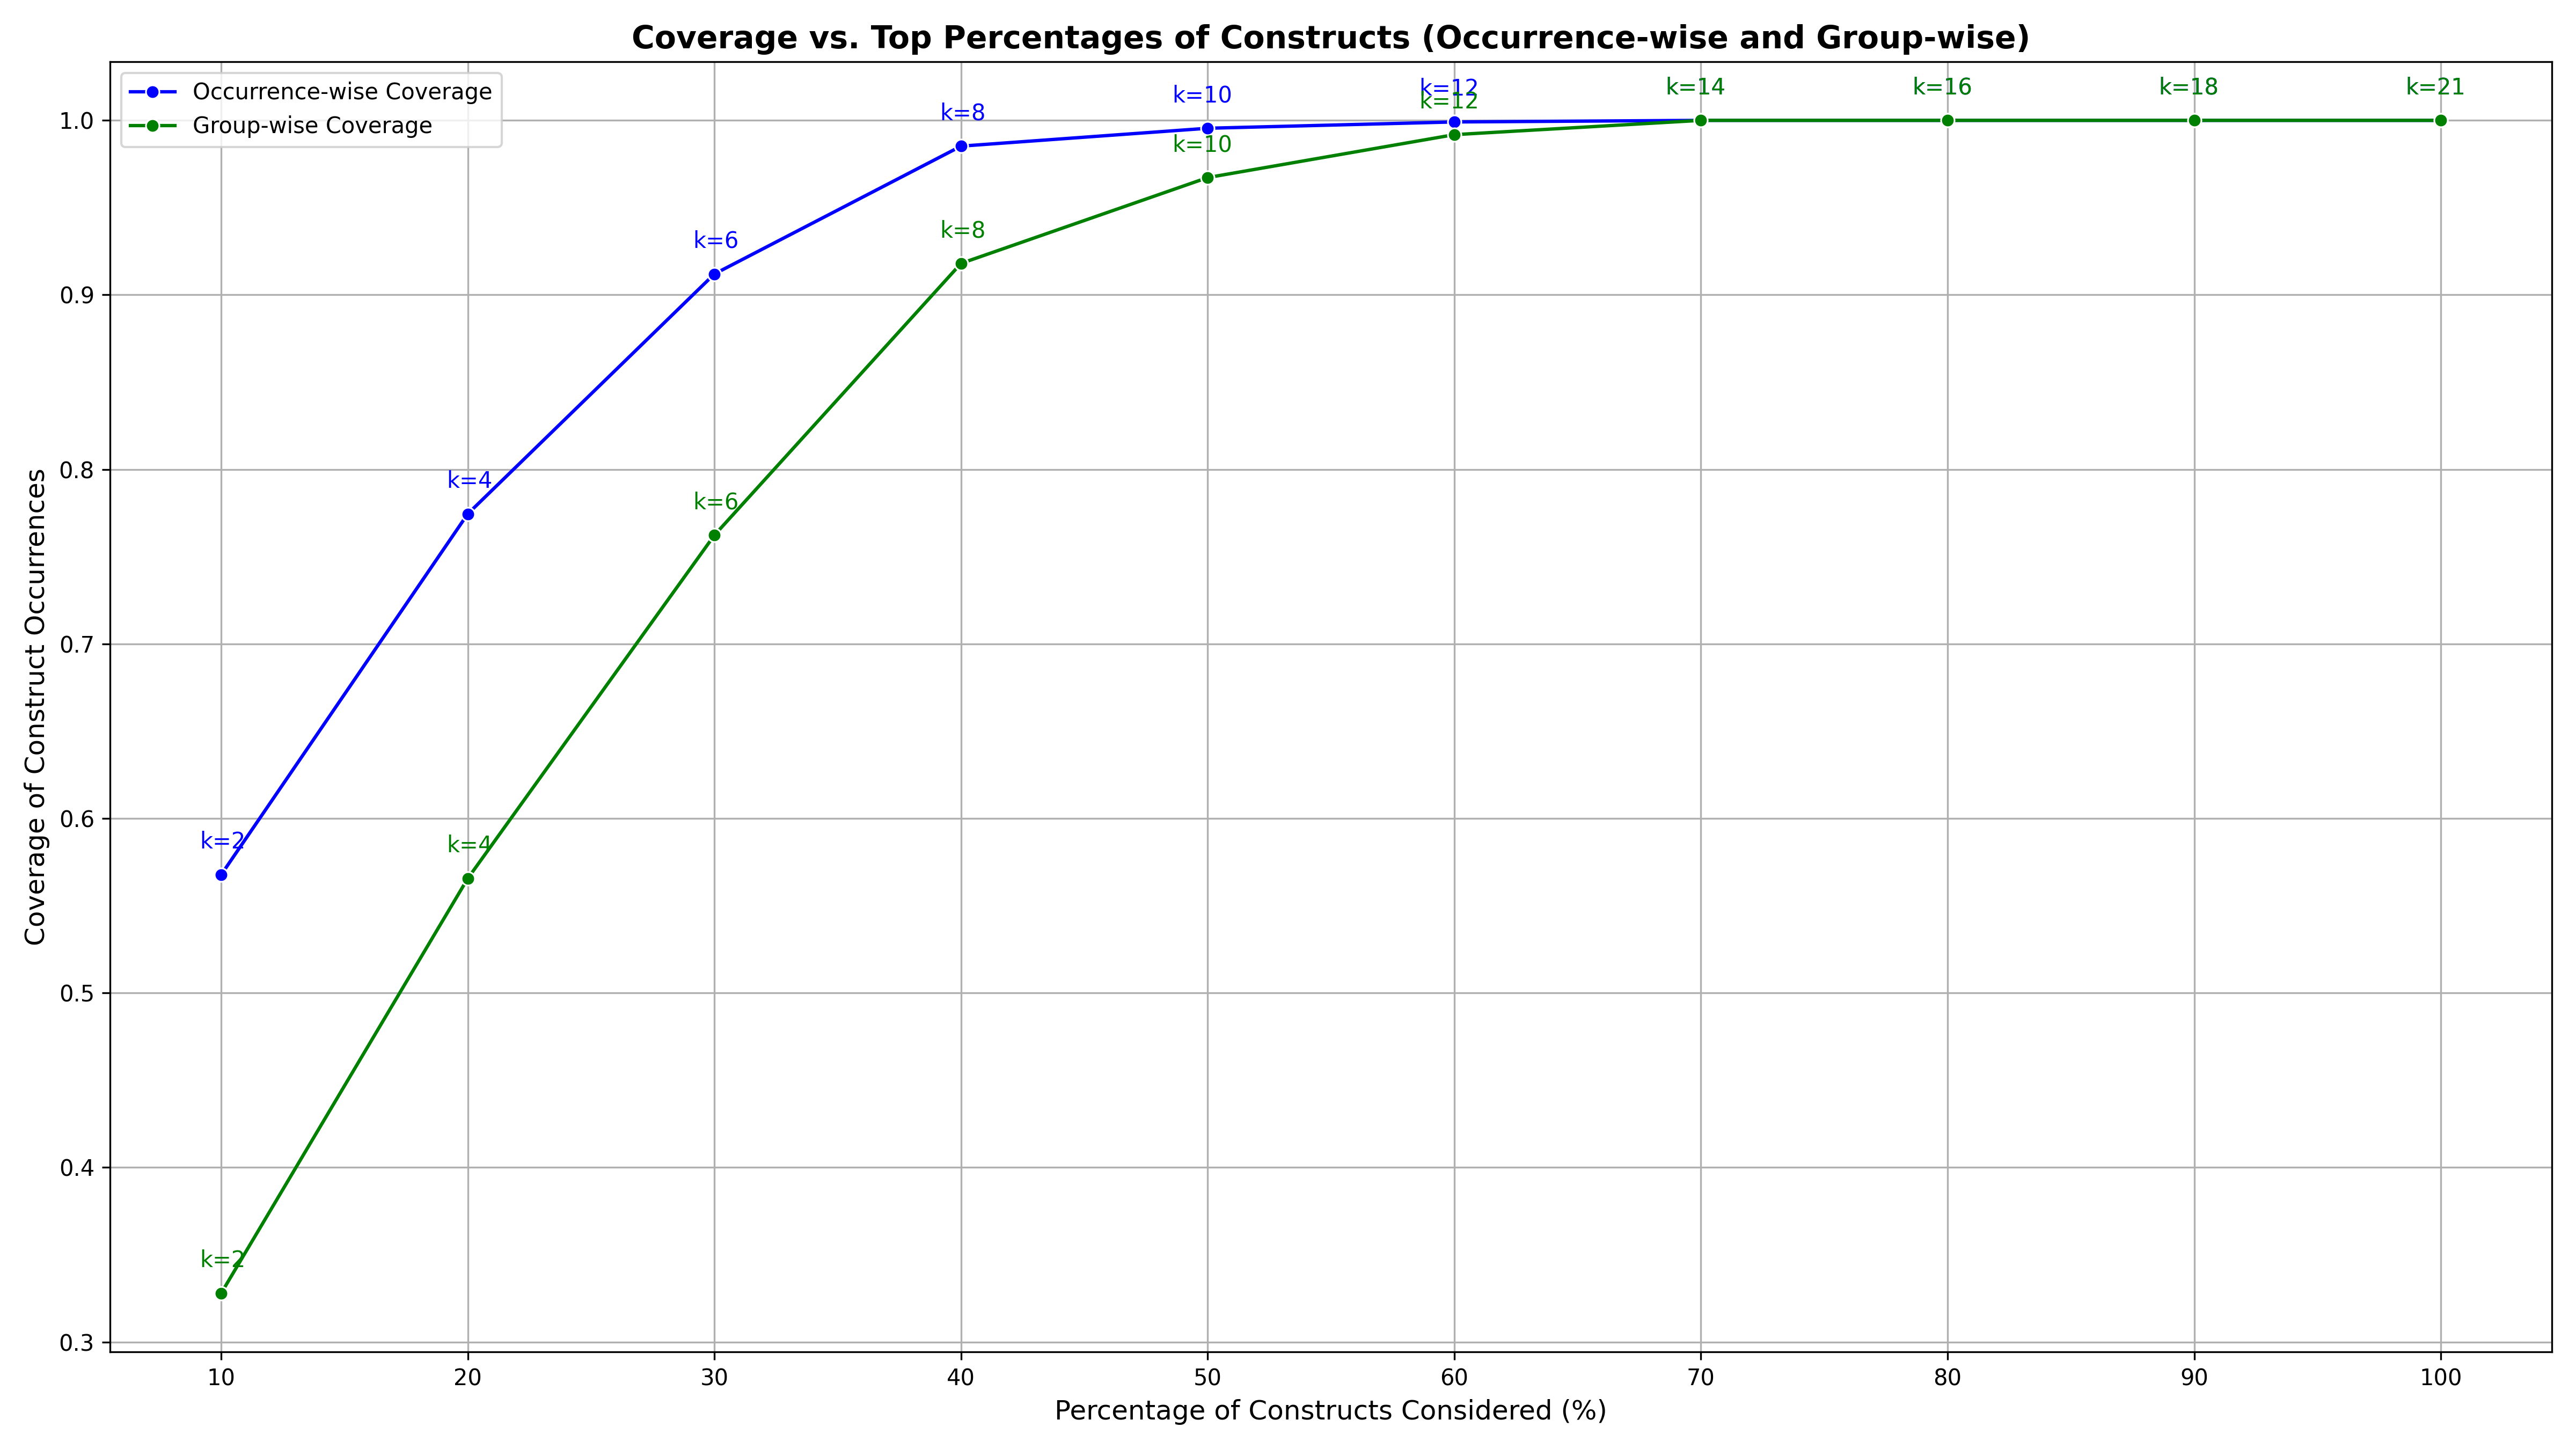 Coverage vs. Top Percentages of Constructs (Occurrence-wise and Group-wise)
Occurrence-wise Coverage
Group-wise Coverage
k=2
k=4
k=6
k=8
k=10
k=12
k=2
k=4
k=6
k=8
k=10
k=12
k=14
k=16
k=18
k=21
Coverage of Construct Occurrences
1.0
0.9
0.8
0.7
0.6
0.5
0.4
0.3
10 20 30 40 50 60 70 80 90 100
Percentage of Constructs Considered (%)